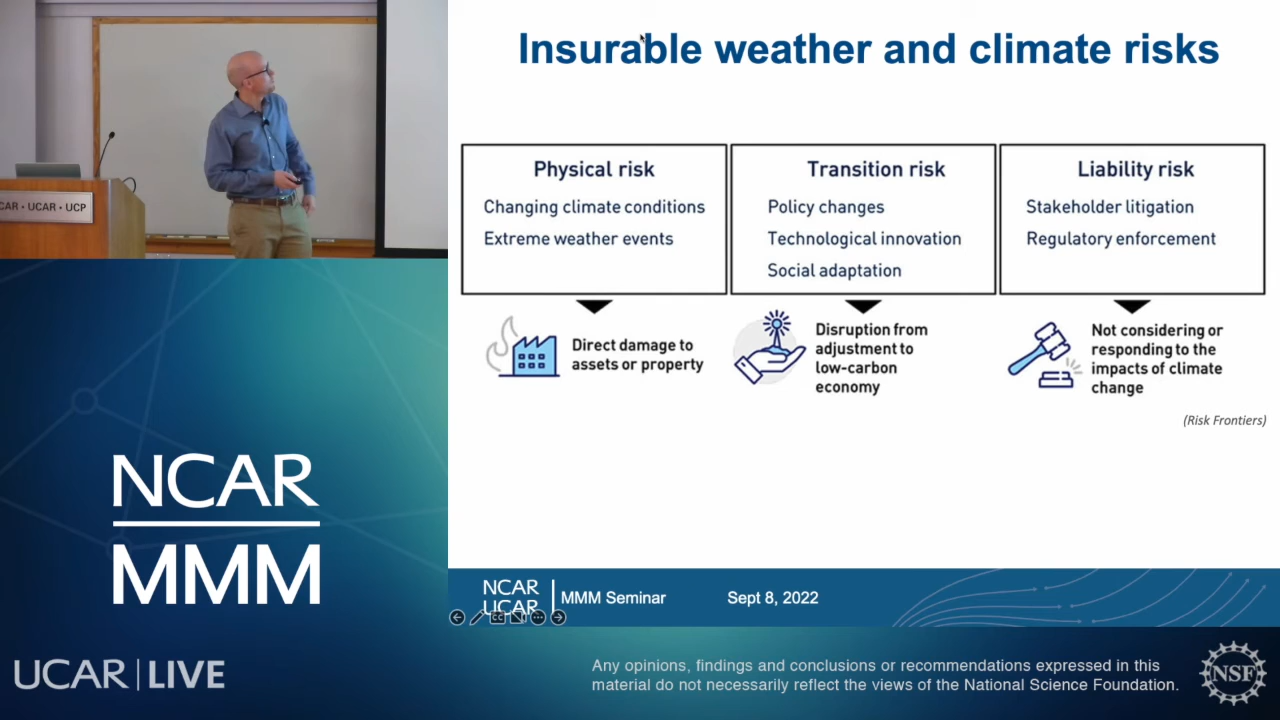 Insurable weather and climate risks
Physical risk
Changing climate conditions
Extreme weather events
Direct damage to
assets or property
Transition risk
Policy changes
Technological innovation
Social adaptation
Disruption from
adjustment to
low-carbon
economy
Liability risk
Stakeholder litigation
Regulatory enforcement
Not considering or
responding to the
impacts of climate
change
(Risk Frontiers)
CAR • UCAR • UCP
NCAR
MMM
NCAR
UCAR
MMM Seminar
Sept 8, 2022
UCAR | LIVE
Any opinions, findings and conclusions or recommendations expressed in this
material do not necessarily reflect the views of the National Science Foundation.
NSF